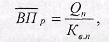 ВП р = Qп / Kв.п ,